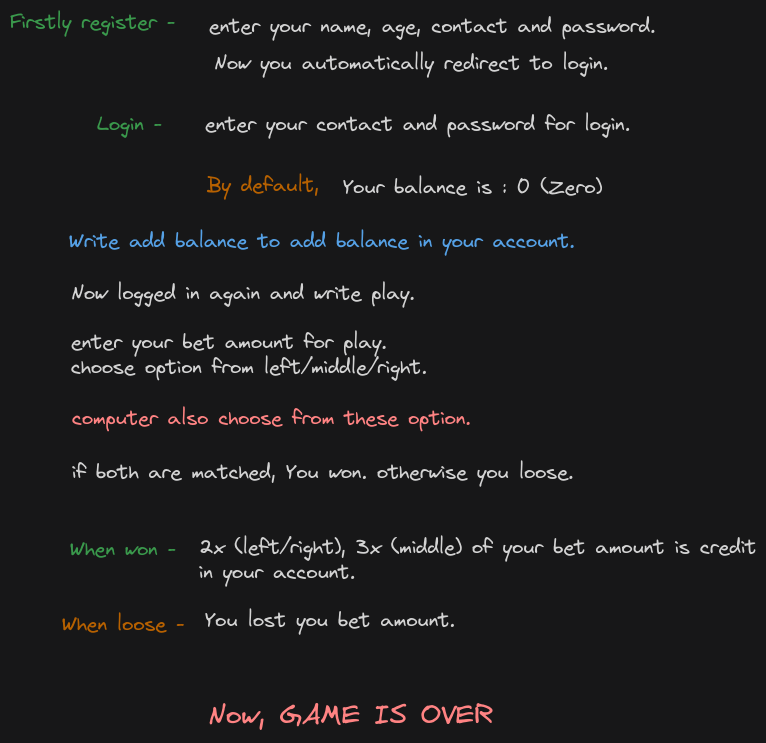 Firstly register - enter your name, age, contact and password.
Now you automatically redirect to login.
Login - enter your contact and password for login.
By default, Your balance is : 0 (Zero)
Write add balance to add balance in your account.
Now logged in again and write play.
enter your bet amount for play.
choose option from left/middle/right.
computer also choose from these option.
if both are matched, You won. otherwise you loose.
When won - 2x (left/right), 3x (middle) of your bet amount is credit
in your account.
When loose - You lost you bet amount.
Now, GAME IS OVER